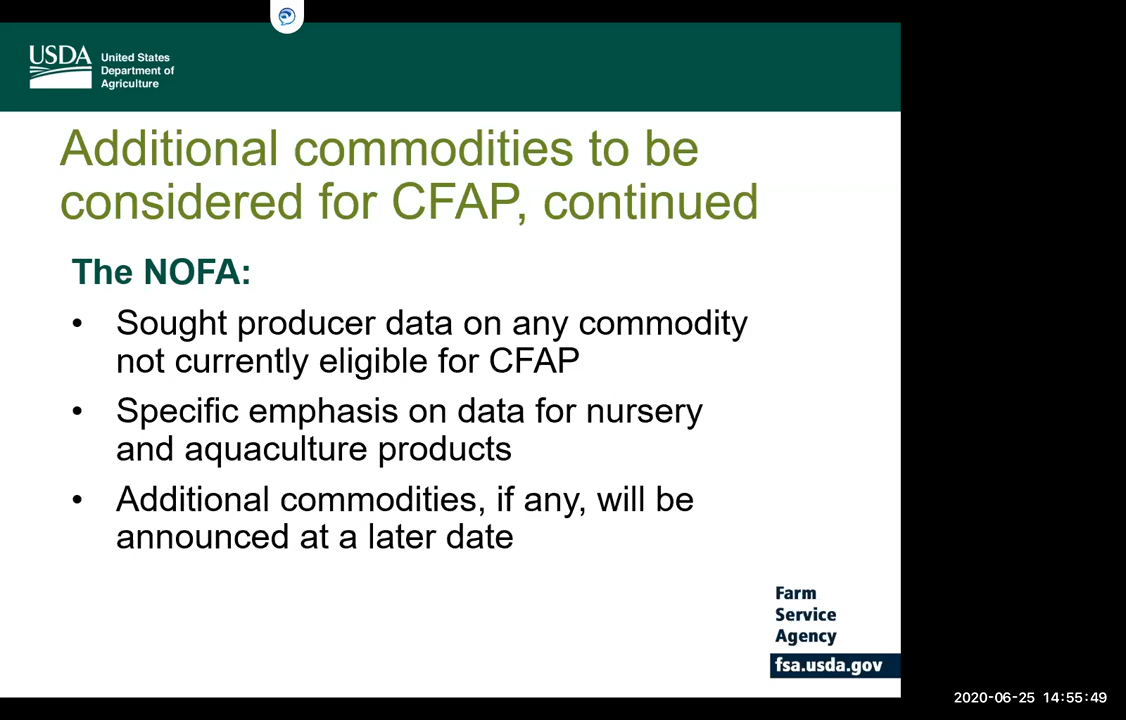 USDA
United States
Department of
Agriculture
Additional commodities to be
considered for CFAP, continued
The NOFA:
• Sought producer data on any commodity
not currently eligible for CFAP
• Specific emphasis on data for nursery
and aquaculture products
• Additional commodities, if any, will be
announced at a later date
Farm
Service
Agency
fsa.usda.gov
2020-06-25 14:55:49